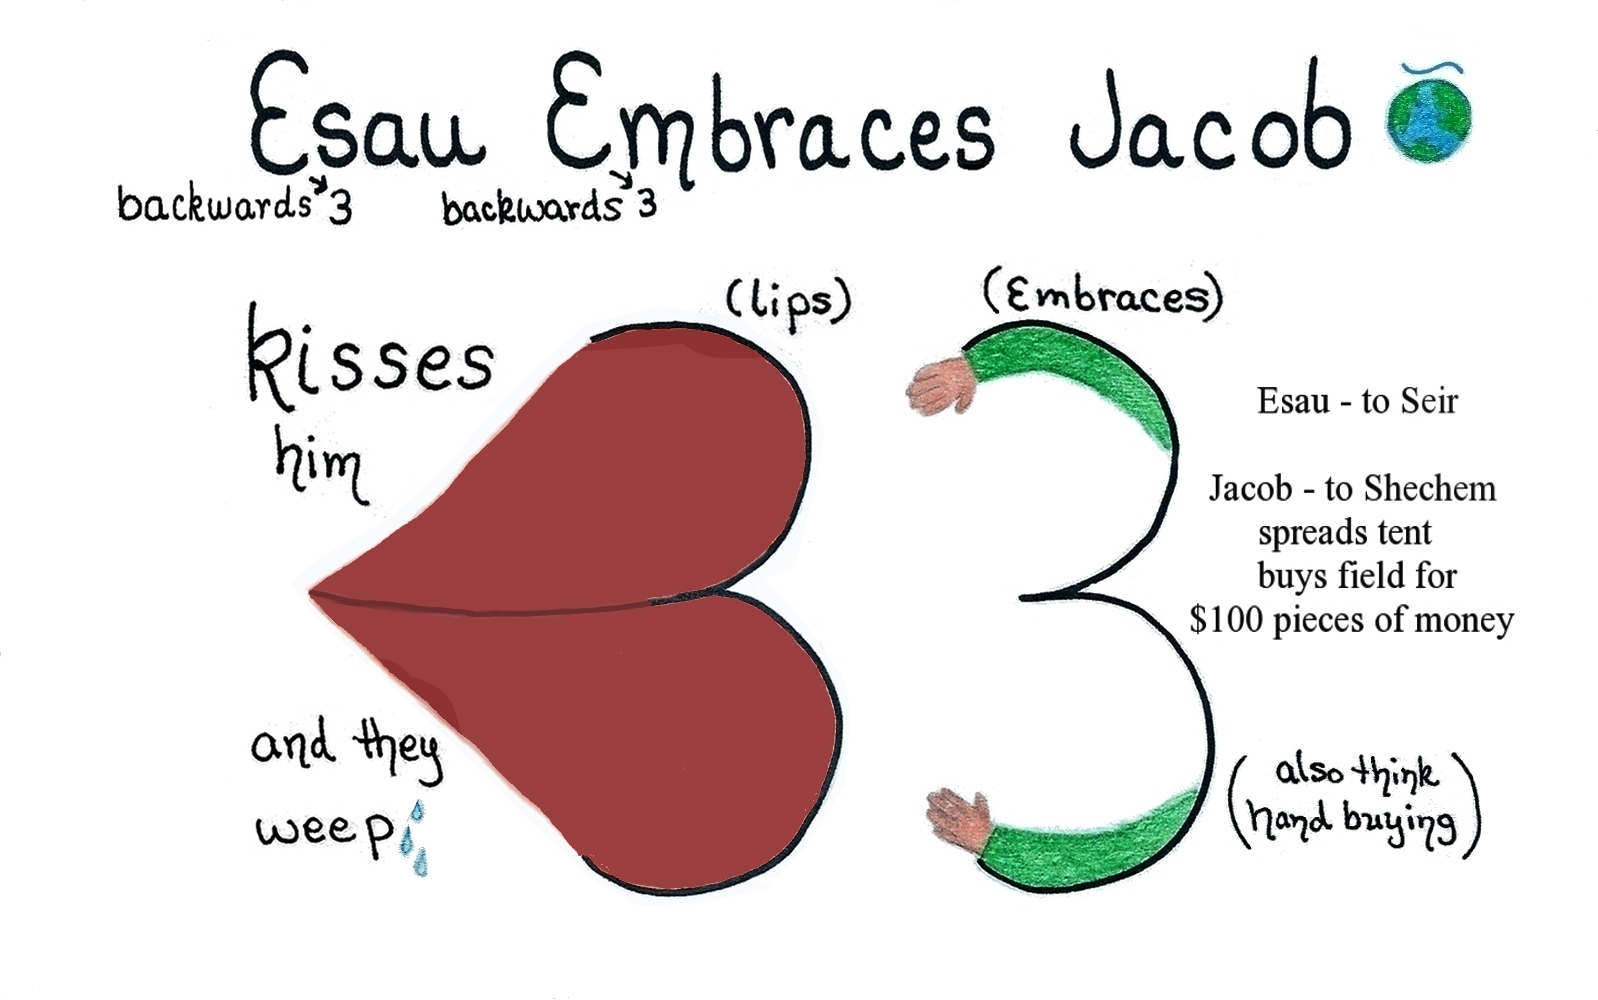 Esau Embraces Jacob
backwards 3 backwards 3
(lips)
(Embraces)
kisses
him
Esau - to Seir
Jacob - to Shechem
spreads tent
buys field for
$100 pieces of money
and they
weep
(also think
hand buying)